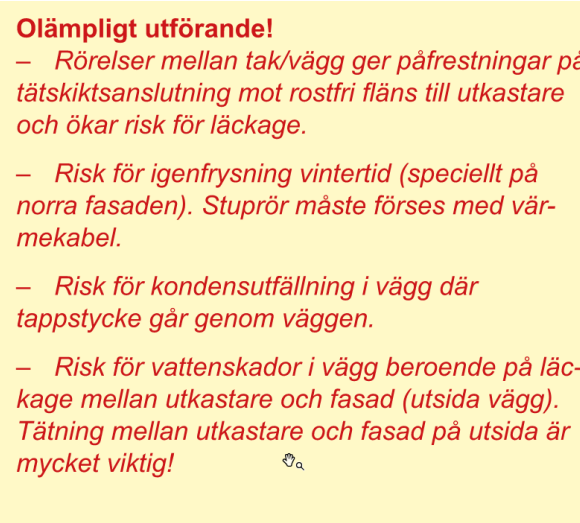 Olämpligt utförande!
– Rörelser mellan tak/vägg ger påfrestningar på
tätskiktsanslutning mot rostfri fläns till utkastare
och ökar risk för läckage.
– Risk för igenfrysning vintertid (speciellt på
norra fasaden). Stuprör måste förses med vär-
mekabel.
– Risk för kondensutfällning i vägg där
tappstycke går genom väggen.
– Risk för vattenskador i vägg beroende på läc-
kage mellan utkastare och fasad (utsida vägg).
Tätning mellan utkastare och fasad på utsida är
mycket viktig!